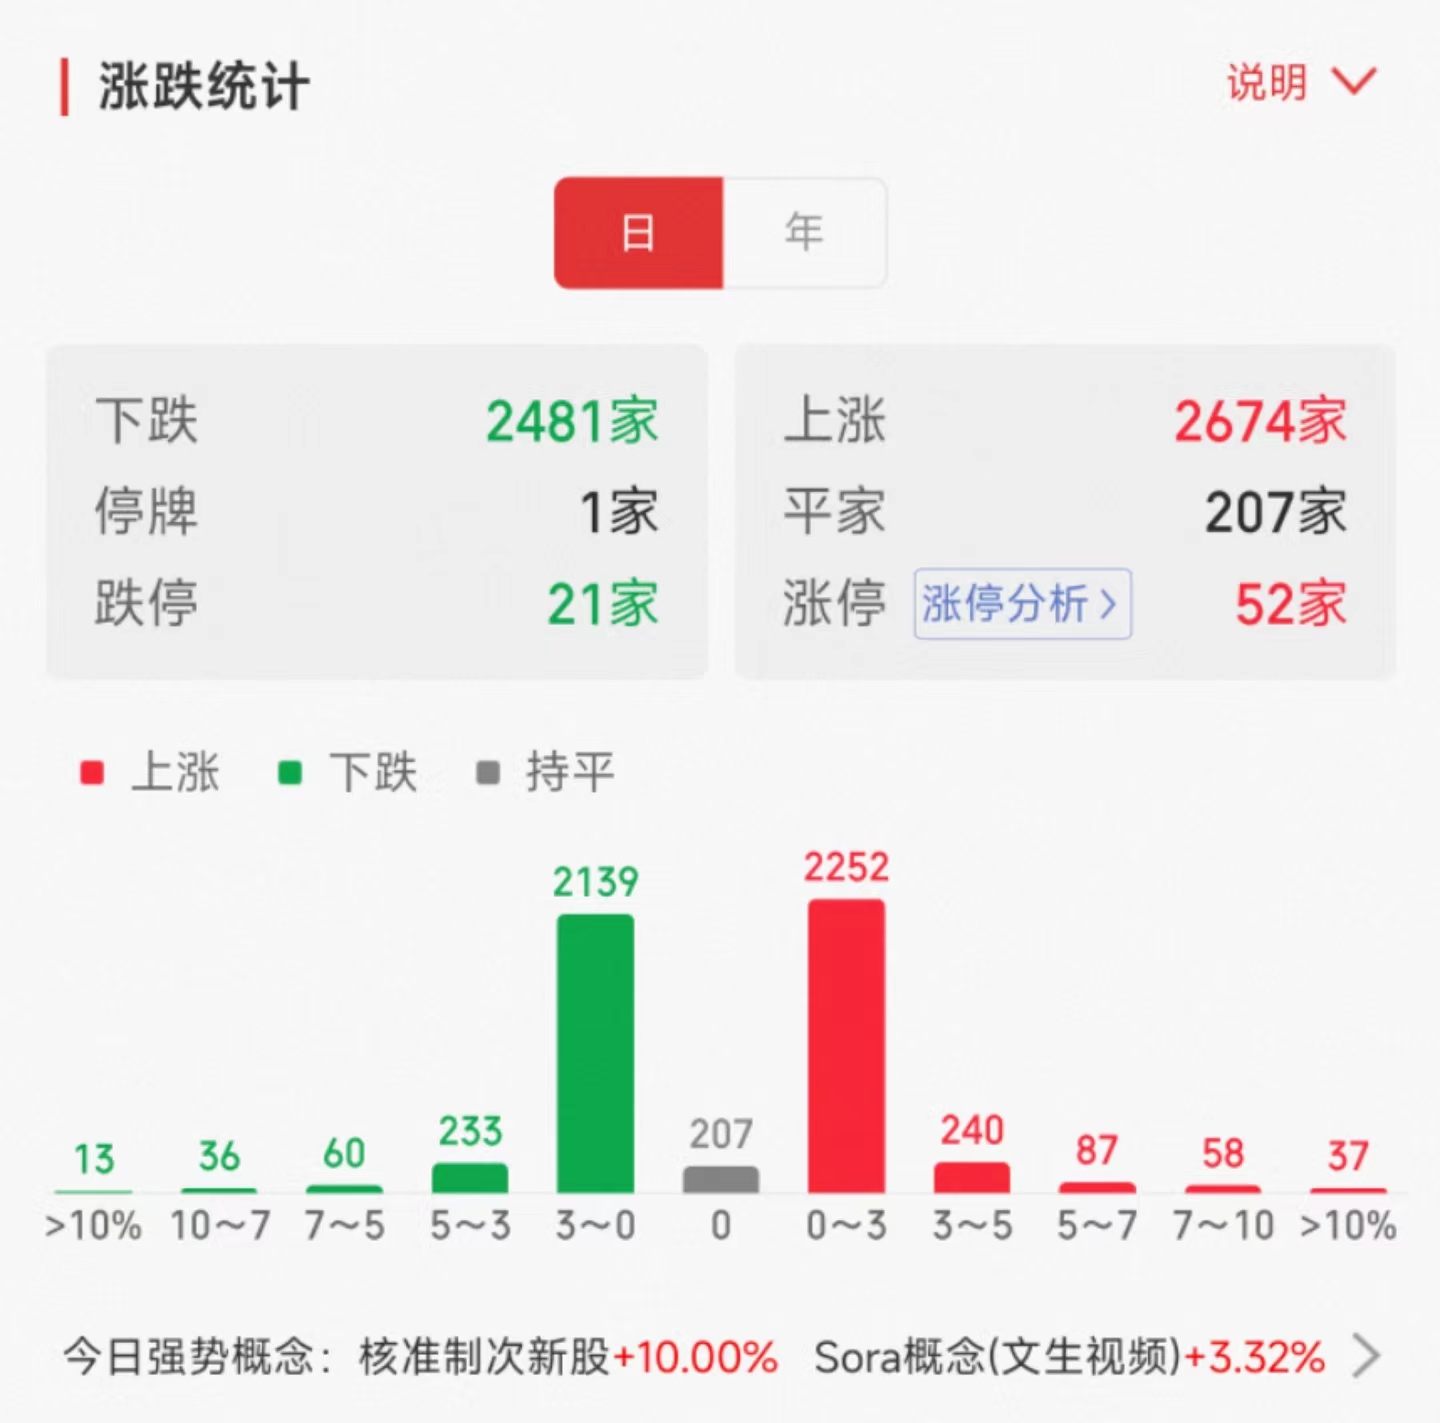 涨跌统计 说明
日 年
下跌 2481家 上涨 2674家
停牌 1家 平家 207家
跌停 21家 涨停 涨停分析 > 52家
上涨 下跌 持平
13 36 60 233 2139 207 2252 240 87 58 37
>10% 10~7 7~5 5~3 3~0 0 0~3 3~5 5~7 7~10 >10%
今日强势概念：核准制次新股+10.00% Sora概念(文生视频)+3.32%